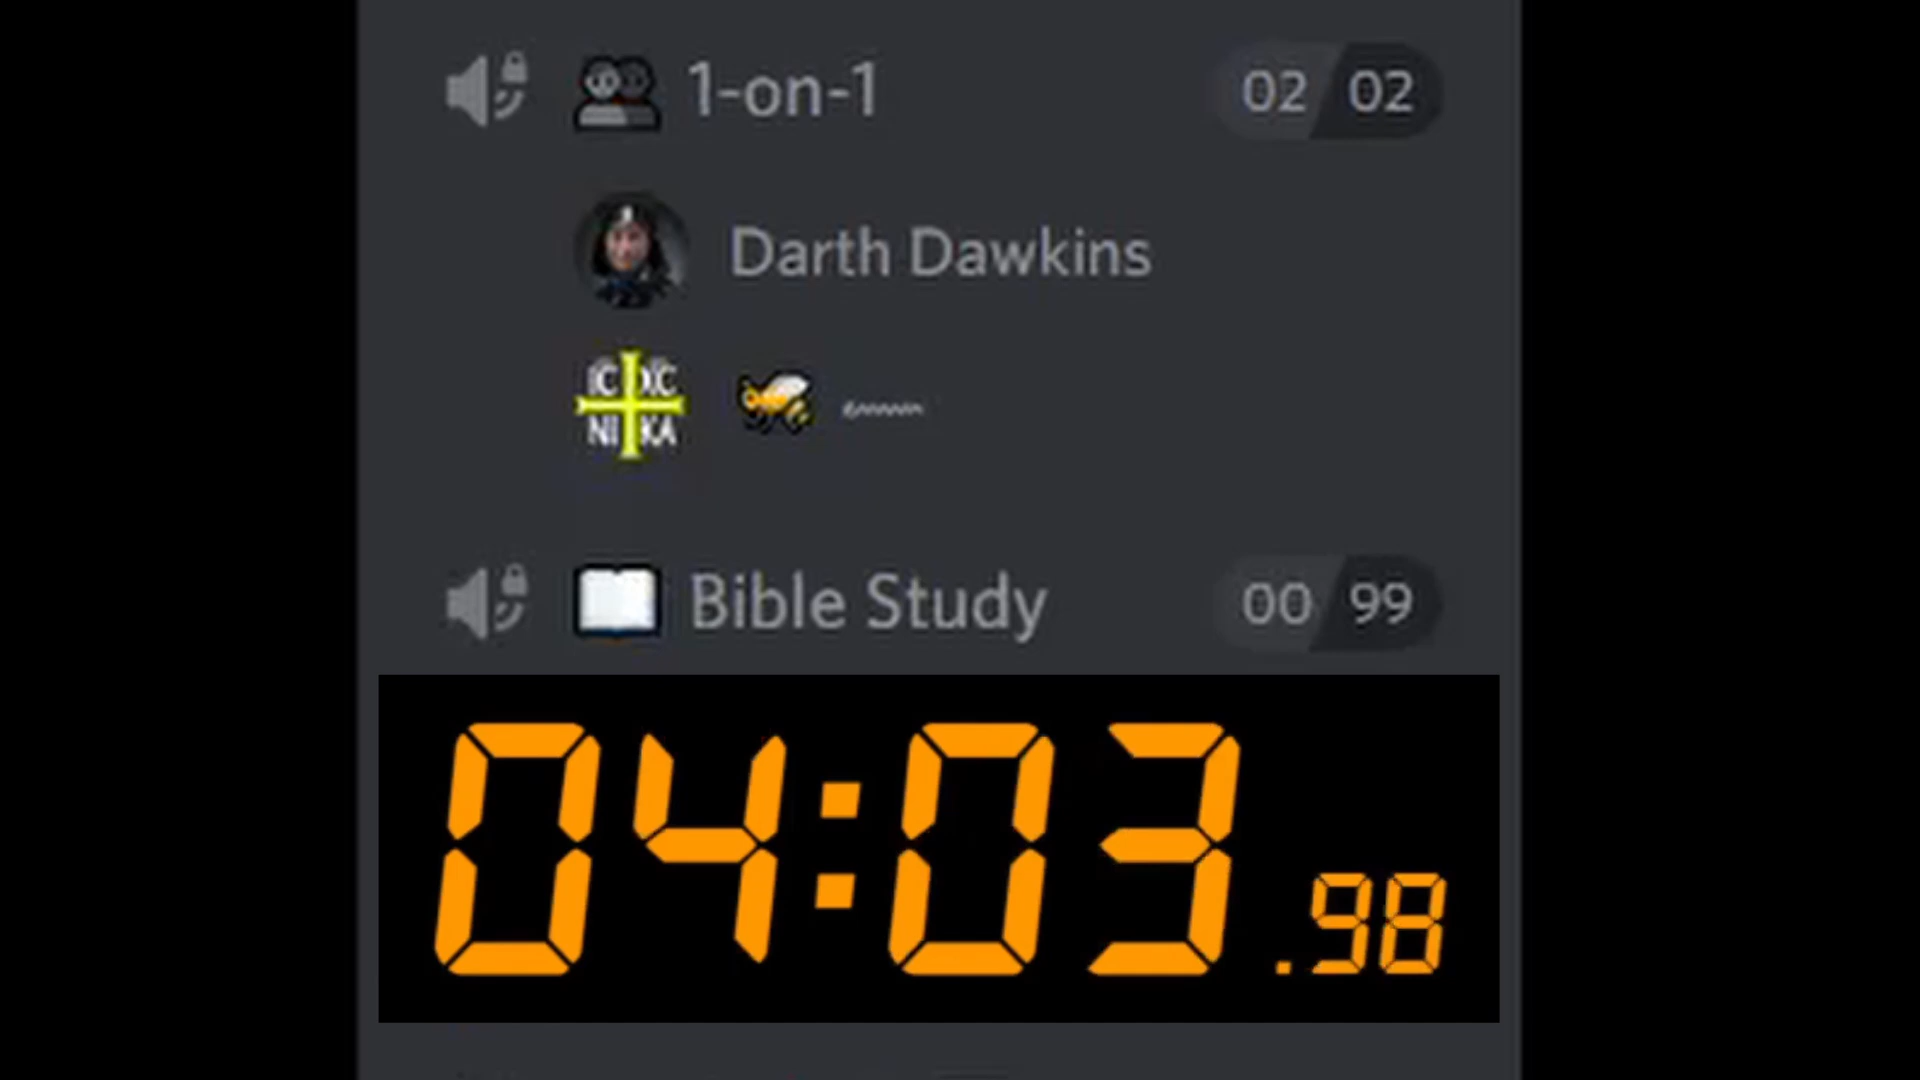 1-on-1 02 02
Darth Dawkins
IC XC
NI KA
Bible Study 00 99
04:03.98